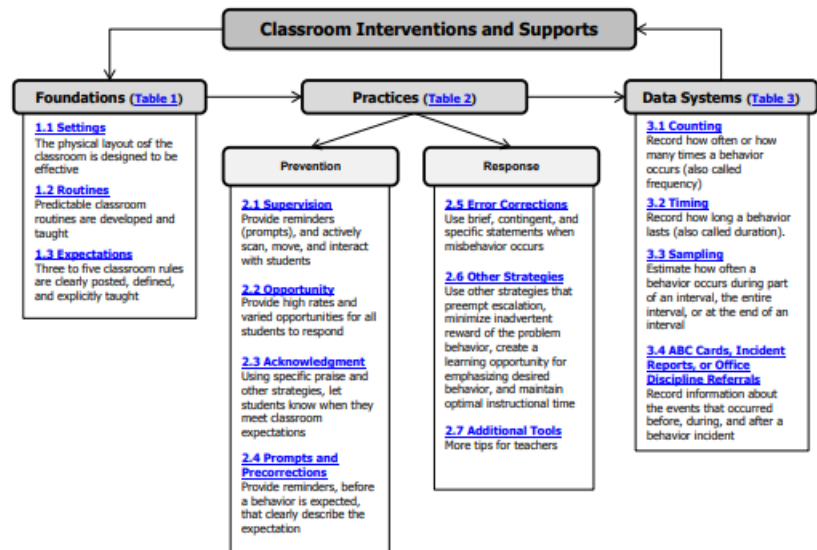 Classroom Interventions and Supports
Foundations (Table 1)
1.1 Settings
The physical layout osf the
classroom is designed to be
effective
1.2 Routines
Predictable classroom
routines are developed and
taught
1.3 Expectations
Three to five classroom rules
are clearly posted, defined,
and explicitly taught
Practices (Table 2)
Prevention
2.1 Supervision
Provide reminders
(prompts), and actively
scan, move, and interact
with students
2.2 Opportunity
Provide high rates and
varied opportunities for all
students to respond
2.3 Acknowledgment
Using specific praise and
other strategies, let
students know when they
meet classroom
expectations
2.4 Prompts and
Precorrections
Provide reminders, before
a behavior is expected,
that clearly describe the
expectation
Response
2.5 Error Corrections
Use brief, contingent, and
specific statements when
misbehavior occurs
2.6 Other Strategies
Use other strategies that
preempt escalation,
minimize inadvertent
reward of the problem
behavior, create a
learning opportunity for
emphasizing desired
behavior, and maintain
optimal instructional time
2.7 Additional Tools
More tips for teachers
Data Systems (Table 3)
3.1 Counting
Record how often or how
many times a behavior
occurs (also called
frequency)
3.2 Timing
Record how long a behavior
lasts (also called duration).
3.3 Sampling
Estimate how often a
behavior occurs during part
of an interval, the entire
interval, or at the end of an
interval
3.4 ABC Cards, Incident
Reports, or Office
Discipline Referrals
Record information about
the events that occurred
before, during, and after a
behavior incident